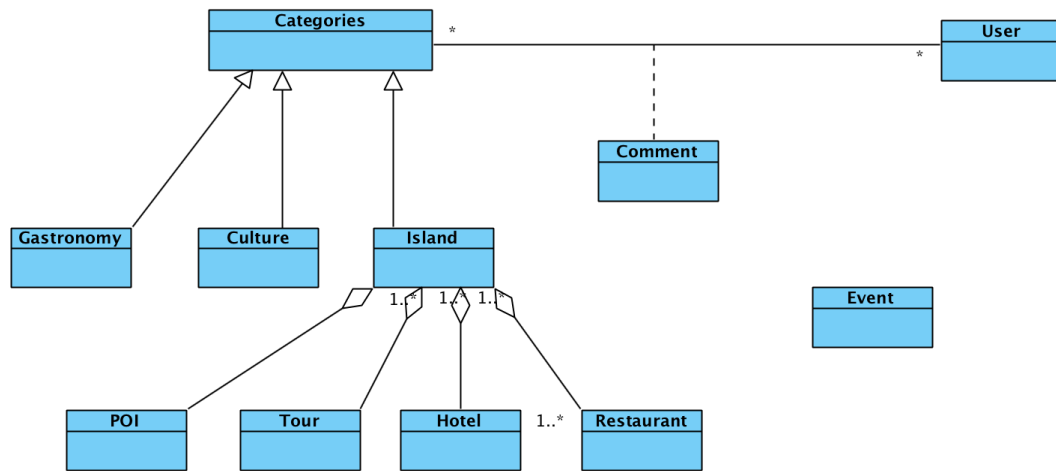 Categories
*
User
*
Comment
Gastronomy
Culture
Island
1..*
1..*
1..*
Event
POI
Tour
Hotel
1..*
Restaurant